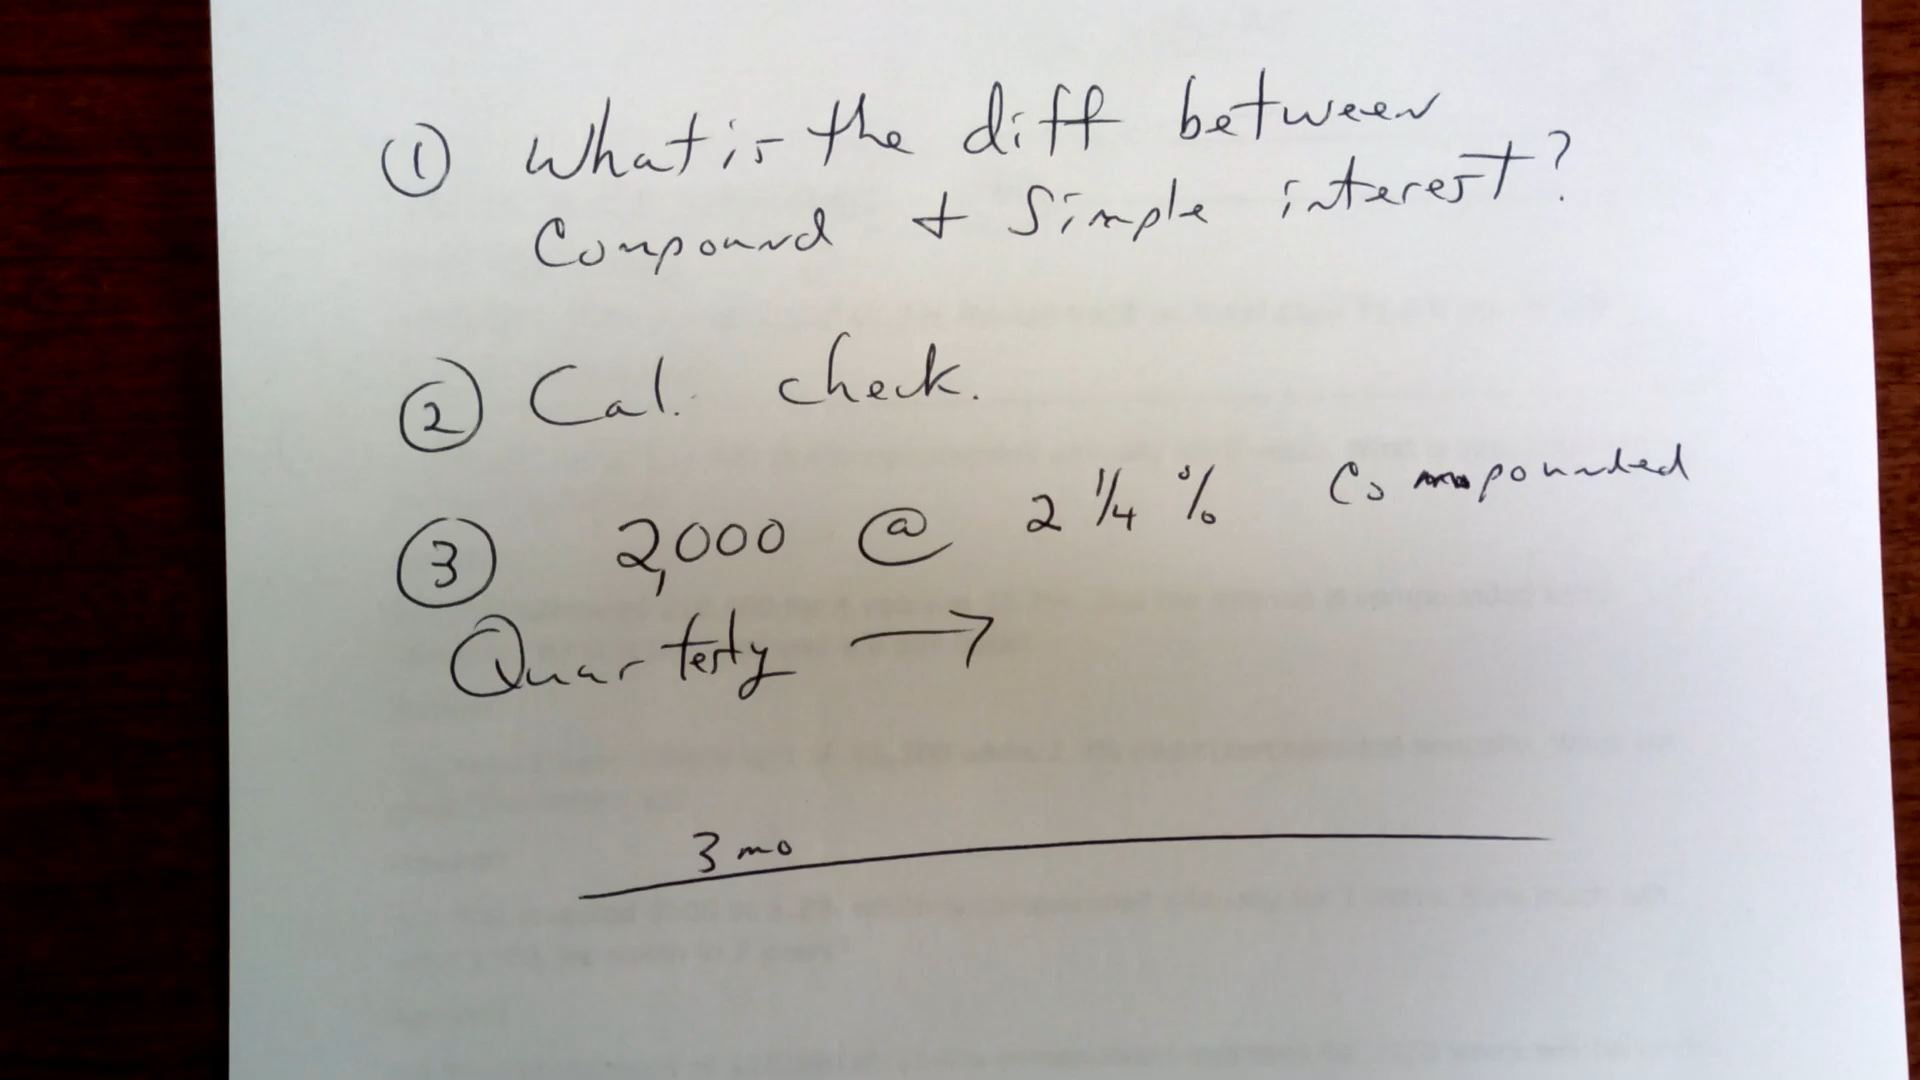 ① What is the diff between
Compound + Simple interest?
② Cal. check.
③ 2,000 @ 2 1/4 % Compounded
Quarterly →
3 mo